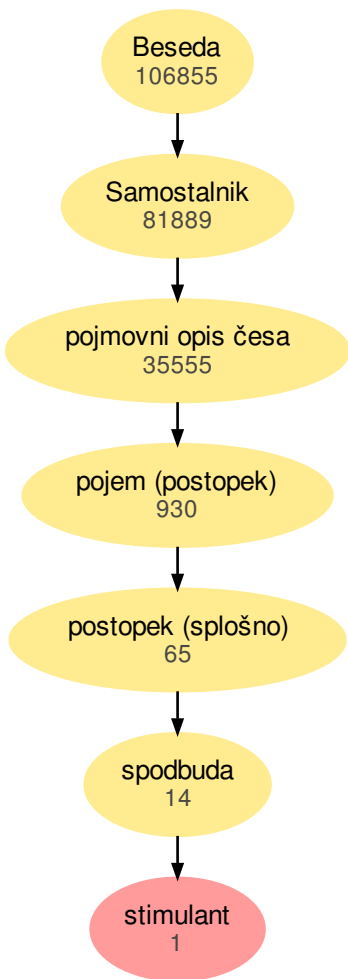 Beseda
106855
Samostalnik
81889
pojmovni opis česa
35555
pojem (postopek)
930
postopek (splošno)
65
spodbuda
14
stimulant
1